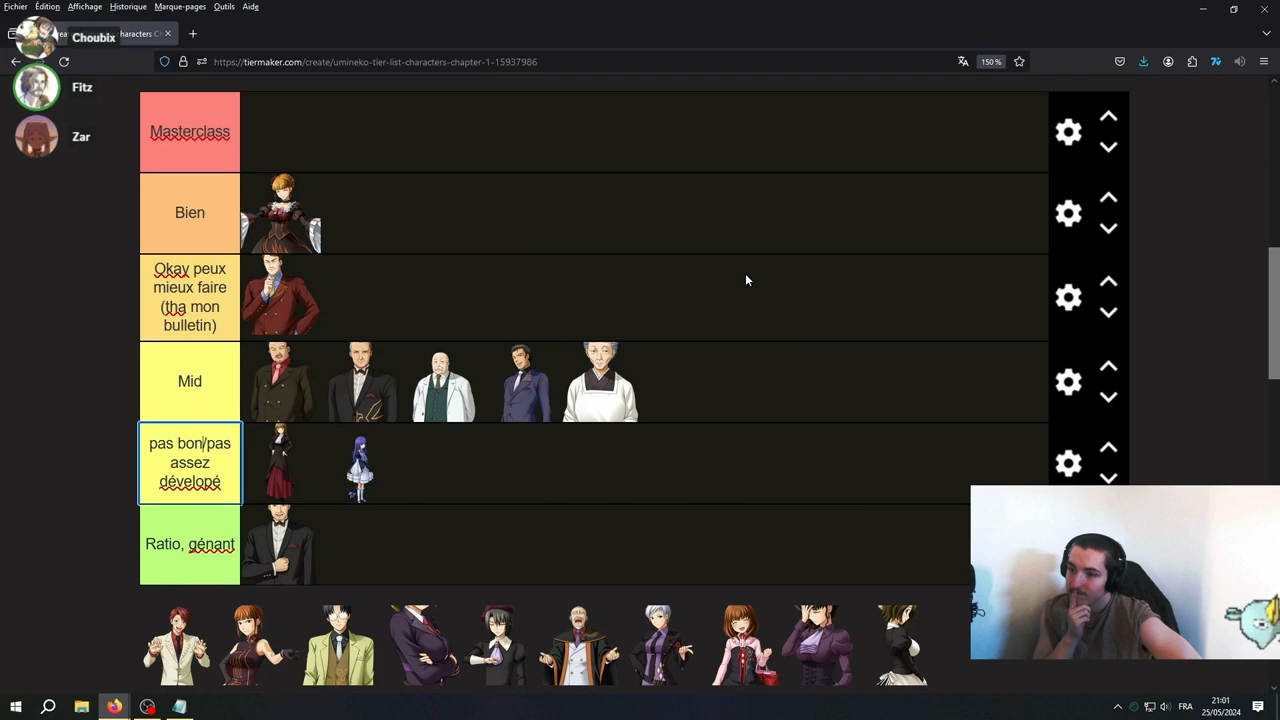 Fichier Édition Affichage Historique Marque-pages Outils Aide
Choubix
https://tiermaker.com/create/umineko-tier-list-characters-chapter-1-15937986
150 %
Fitz
Zar
Masterclass
Bien
Okay peux
mieux faire
(tha mon
bulletin)
Mid
pas bon/pas
assez
dévelopé
Ratio, génant
FRA
21:01
25/05/2024